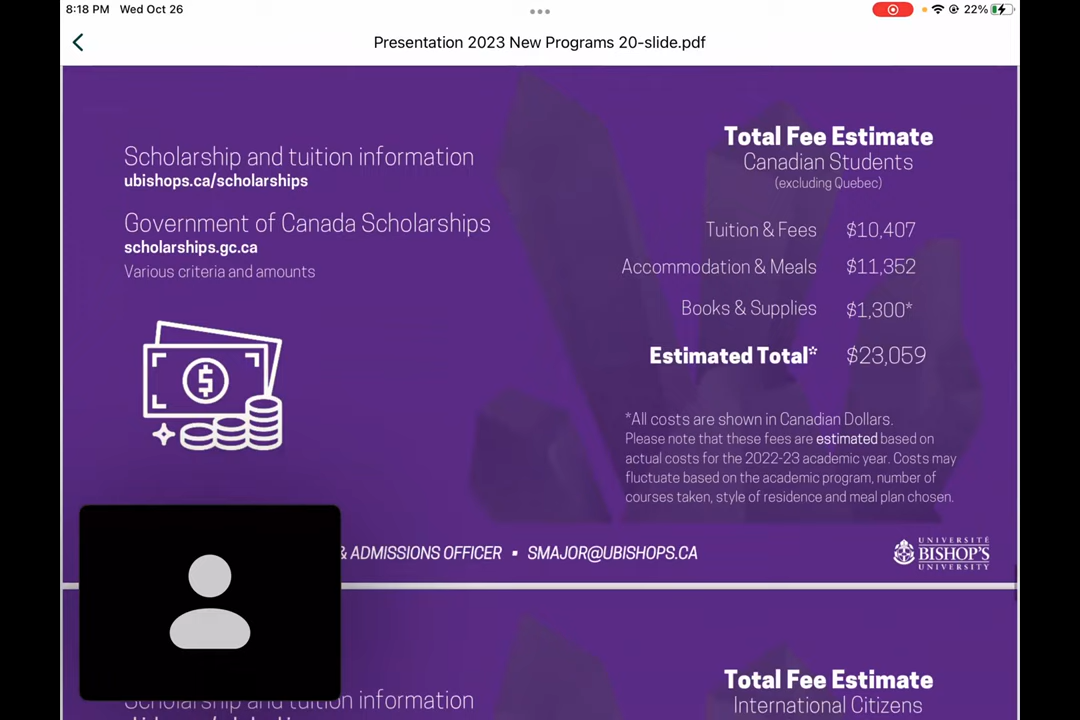 8:18 PM Wed Oct 26
22%
Presentation 2023 New Programs 20-slide.pdf
Scholarship and tuition information
ubishops.ca/scholarships
Government of Canada Scholarships
scholarships.gc.ca
Various criteria and amounts
Total Fee Estimate
Canadian Students
(excluding Quebec)
Tuition & Fees $10,407
Accommodation & Meals $11,352
Books & Supplies $1,300*
Estimated Total* $23,059
*All costs are shown in Canadian Dollars.
Please note that these fees are estimated based on
actual costs for the 2022-23 academic year. Costs may
fluctuate based on the academic program, number of
courses taken, style of residence and meal plan chosen.
& ADMISSIONS OFFICER ▪ SMAJOR@UBISHOPS.CA
UNIVERSITÉ
BISHOP'S
UNIVERSITY
Scholarship and tuition information
Total Fee Estimate
International Citizens